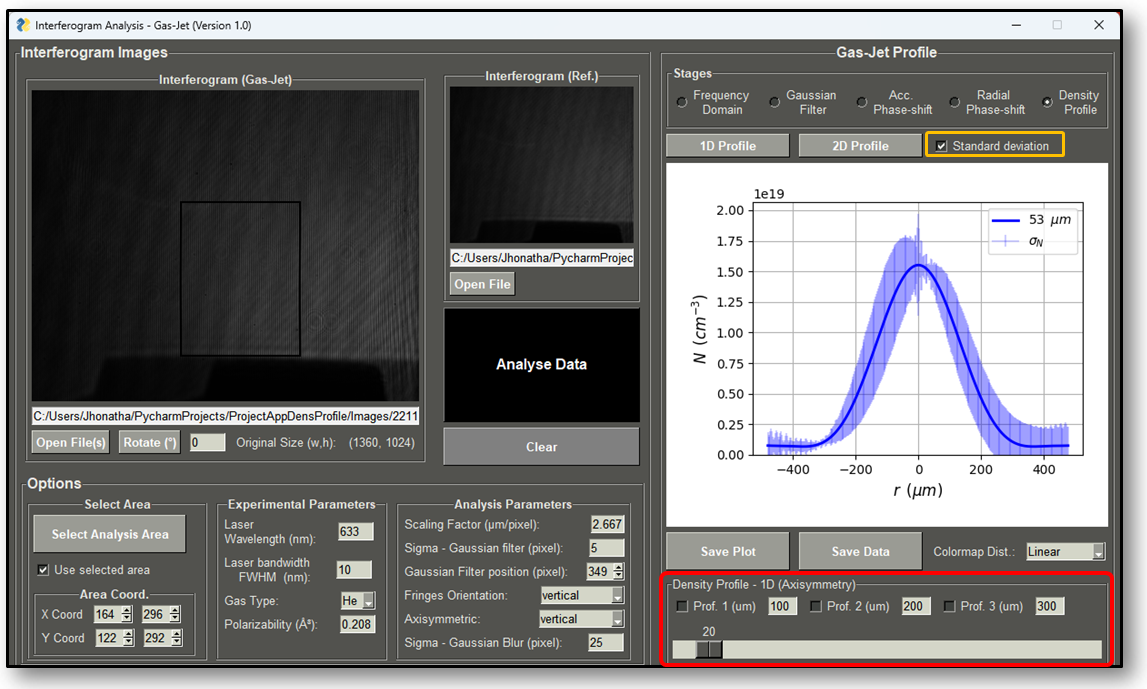 Interferogram Analysis - Gas-Jet (Version 1.0)
Interferogram Images
Interferogram (Gas-Jet)
C:/Users/Jhonatha/PycharmProjects/ProjectAppDensProfile/Images/2211
Open File(s)
Rotate (°)
0
Original Size (w,h): (1360, 1024)
Interferogram (Ref.)
C:/Users/Jhonatha/PycharmProjec
Open File
Analyse Data
Clear
Options
Select Area
Select Analysis Area
Use selected area
Area Coord.
X Coord 164 296
Y Coord 122 292
Experimental Parameters
Laser
Wavelength (nm): 633
Laser bandwidth
FWHM (nm): 10
Gas Type: He
Polarizability (Å³): 0.208
Analysis Parameters
Scaling Factor (µm/pixel): 2.667
Sigma - Gaussian filter (pixel): 5
Gaussian Filter position (pixel): 349
Fringes Orientation: vertical
Axisymmetric: vertical
Sigma - Gaussian Blur (pixel): 25
Gas-Jet Profile
Stages
Frequency
Domain
Gaussian
Filter
Acc.
Phase-shift
Radial
Phase-shift
Density
Profile
1D Profile
2D Profile
Standard deviation
1e19
2.00
1.75
1.50
1.25
1.00
0.75
0.50
0.25
0.00
N (cm⁻³)
53 µm
σN
−400 −200 0 200 400
r (µm)
Save Plot
Save Data
Colormap Dist.: Linear
Density Profile - 1D (Axisymmetry)
Prof. 1 (um) 100 Prof. 2 (um) 200 Prof. 3 (um) 300
20